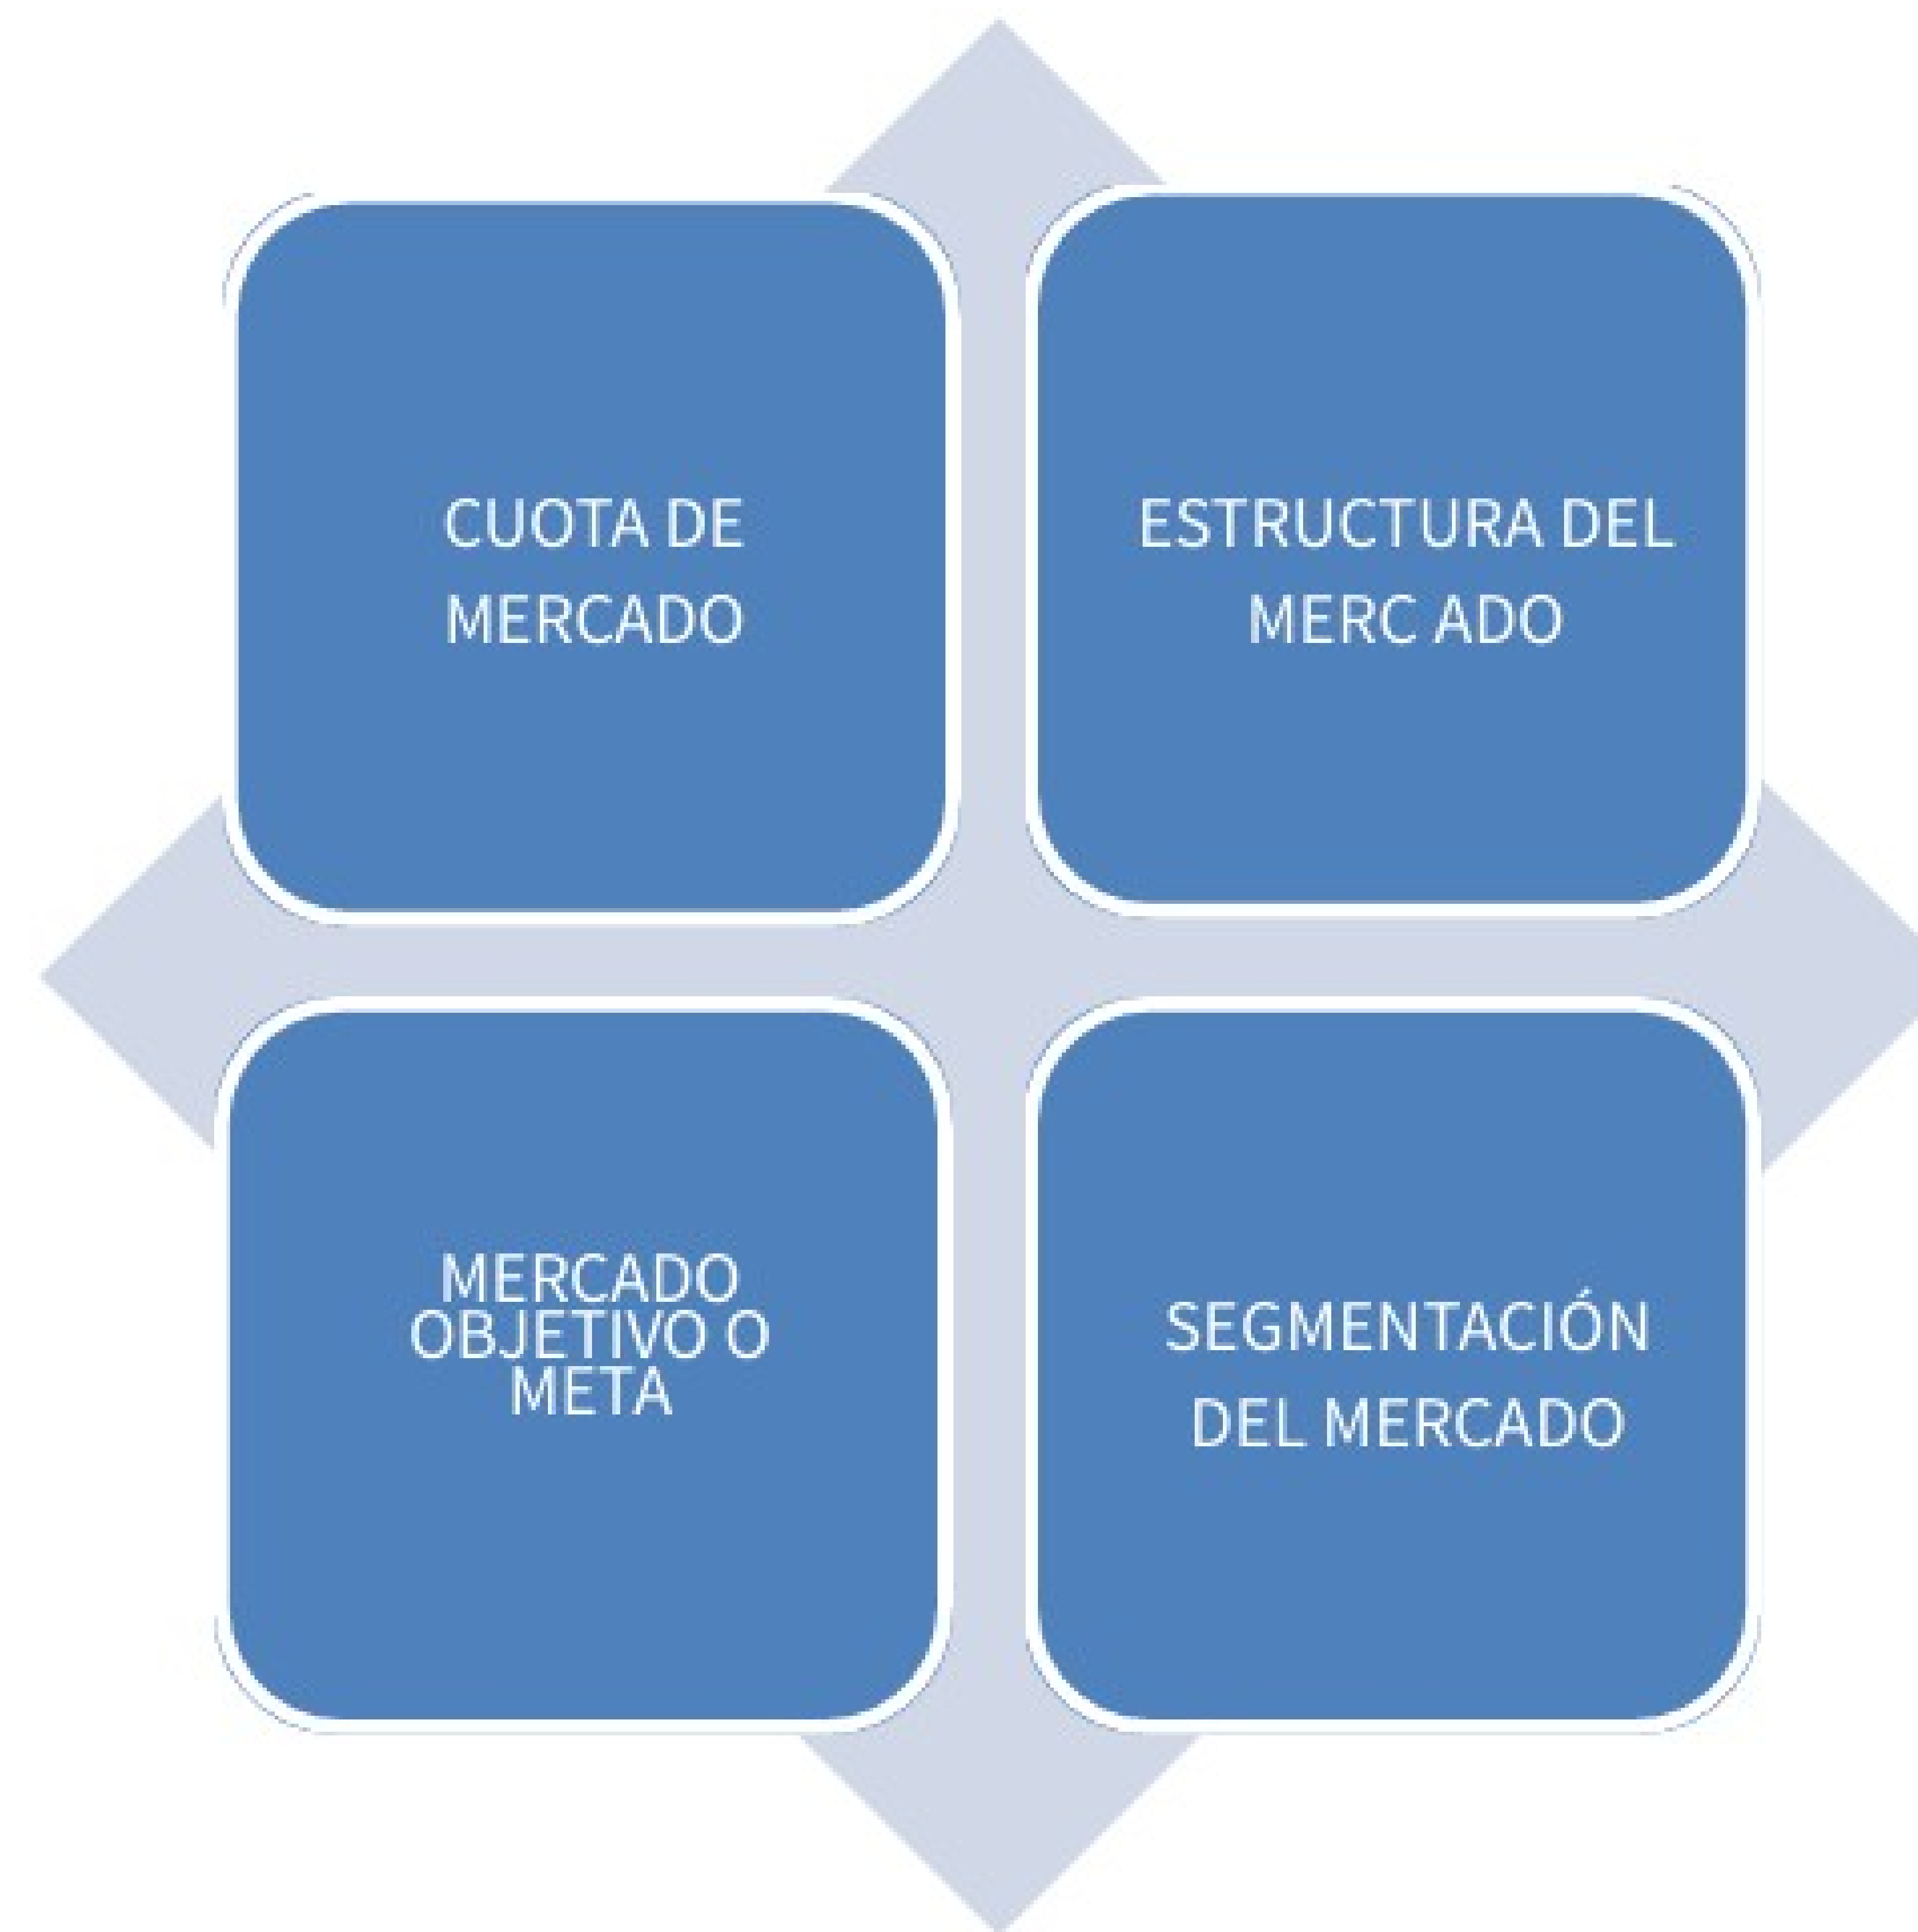 CUOTA DE
MERCADO
ESTRUCTURA DEL
MERC ADO
MERCADO
OBJETIVO O
META
SEGMENTACIÓN
DEL MERCADO